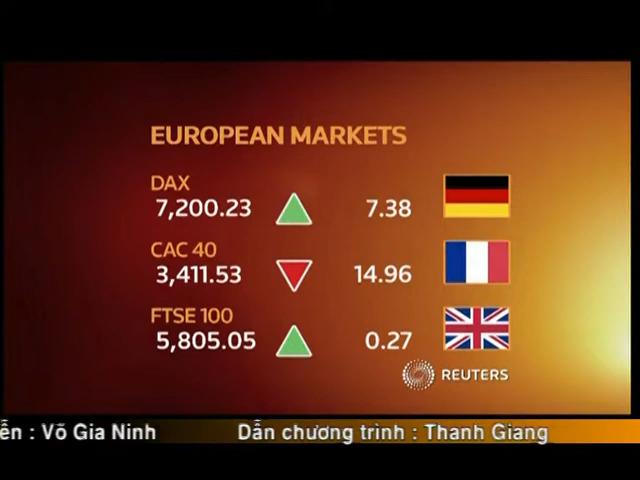 EUROPEAN MARKETS
DAX
7,200.23 7.38
CAC 40
3,411.53 14.96
FTSE 100
5,805.05 0.27
REUTERS
ễn : Võ Gia Ninh Dẫn chương trình : Thanh Giang